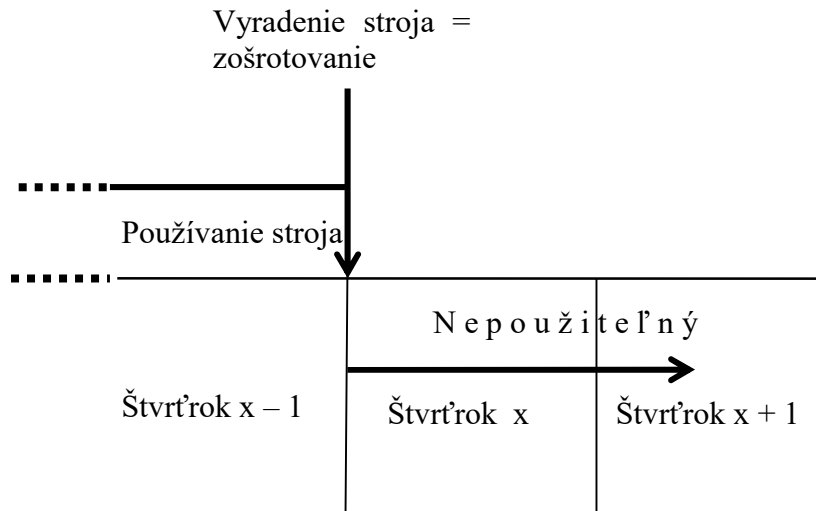 Vyradenie stroja =
zošrotovanie
Používanie stroja
N e p o u ž i t e ľ n ý
Štvrťrok x – 1
Štvrťrok x
Štvrťrok x + 1